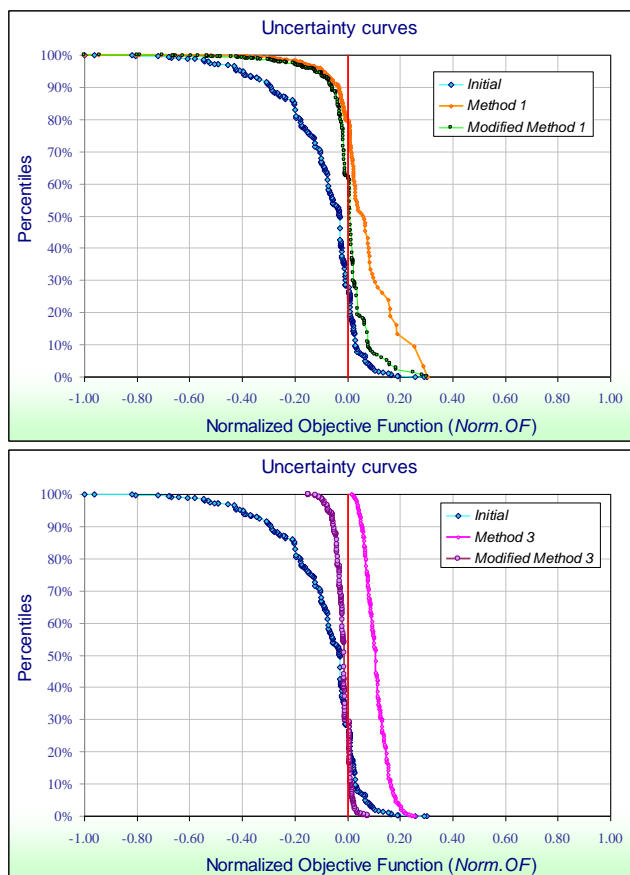 Uncertainty curves
100%
90%
80%
70%
60%
50%
40%
30%
20%
10%
0%
Percentiles
Initial
Method 1
Modified Method 1
-1.00 -0.80 -0.60 -0.40 -0.20 0.00 0.20 0.40 0.60 0.80 1.00
Normalized Objective Function (Norm.OF)
Uncertainty curves
100%
90%
80%
70%
60%
50%
40%
30%
20%
10%
0%
Percentiles
Initial
Method 3
Modified Method 3
-1.00 -0.80 -0.60 -0.40 -0.20 0.00 0.20 0.40 0.60 0.80 1.00
Normalized Objective Function (Norm.OF)